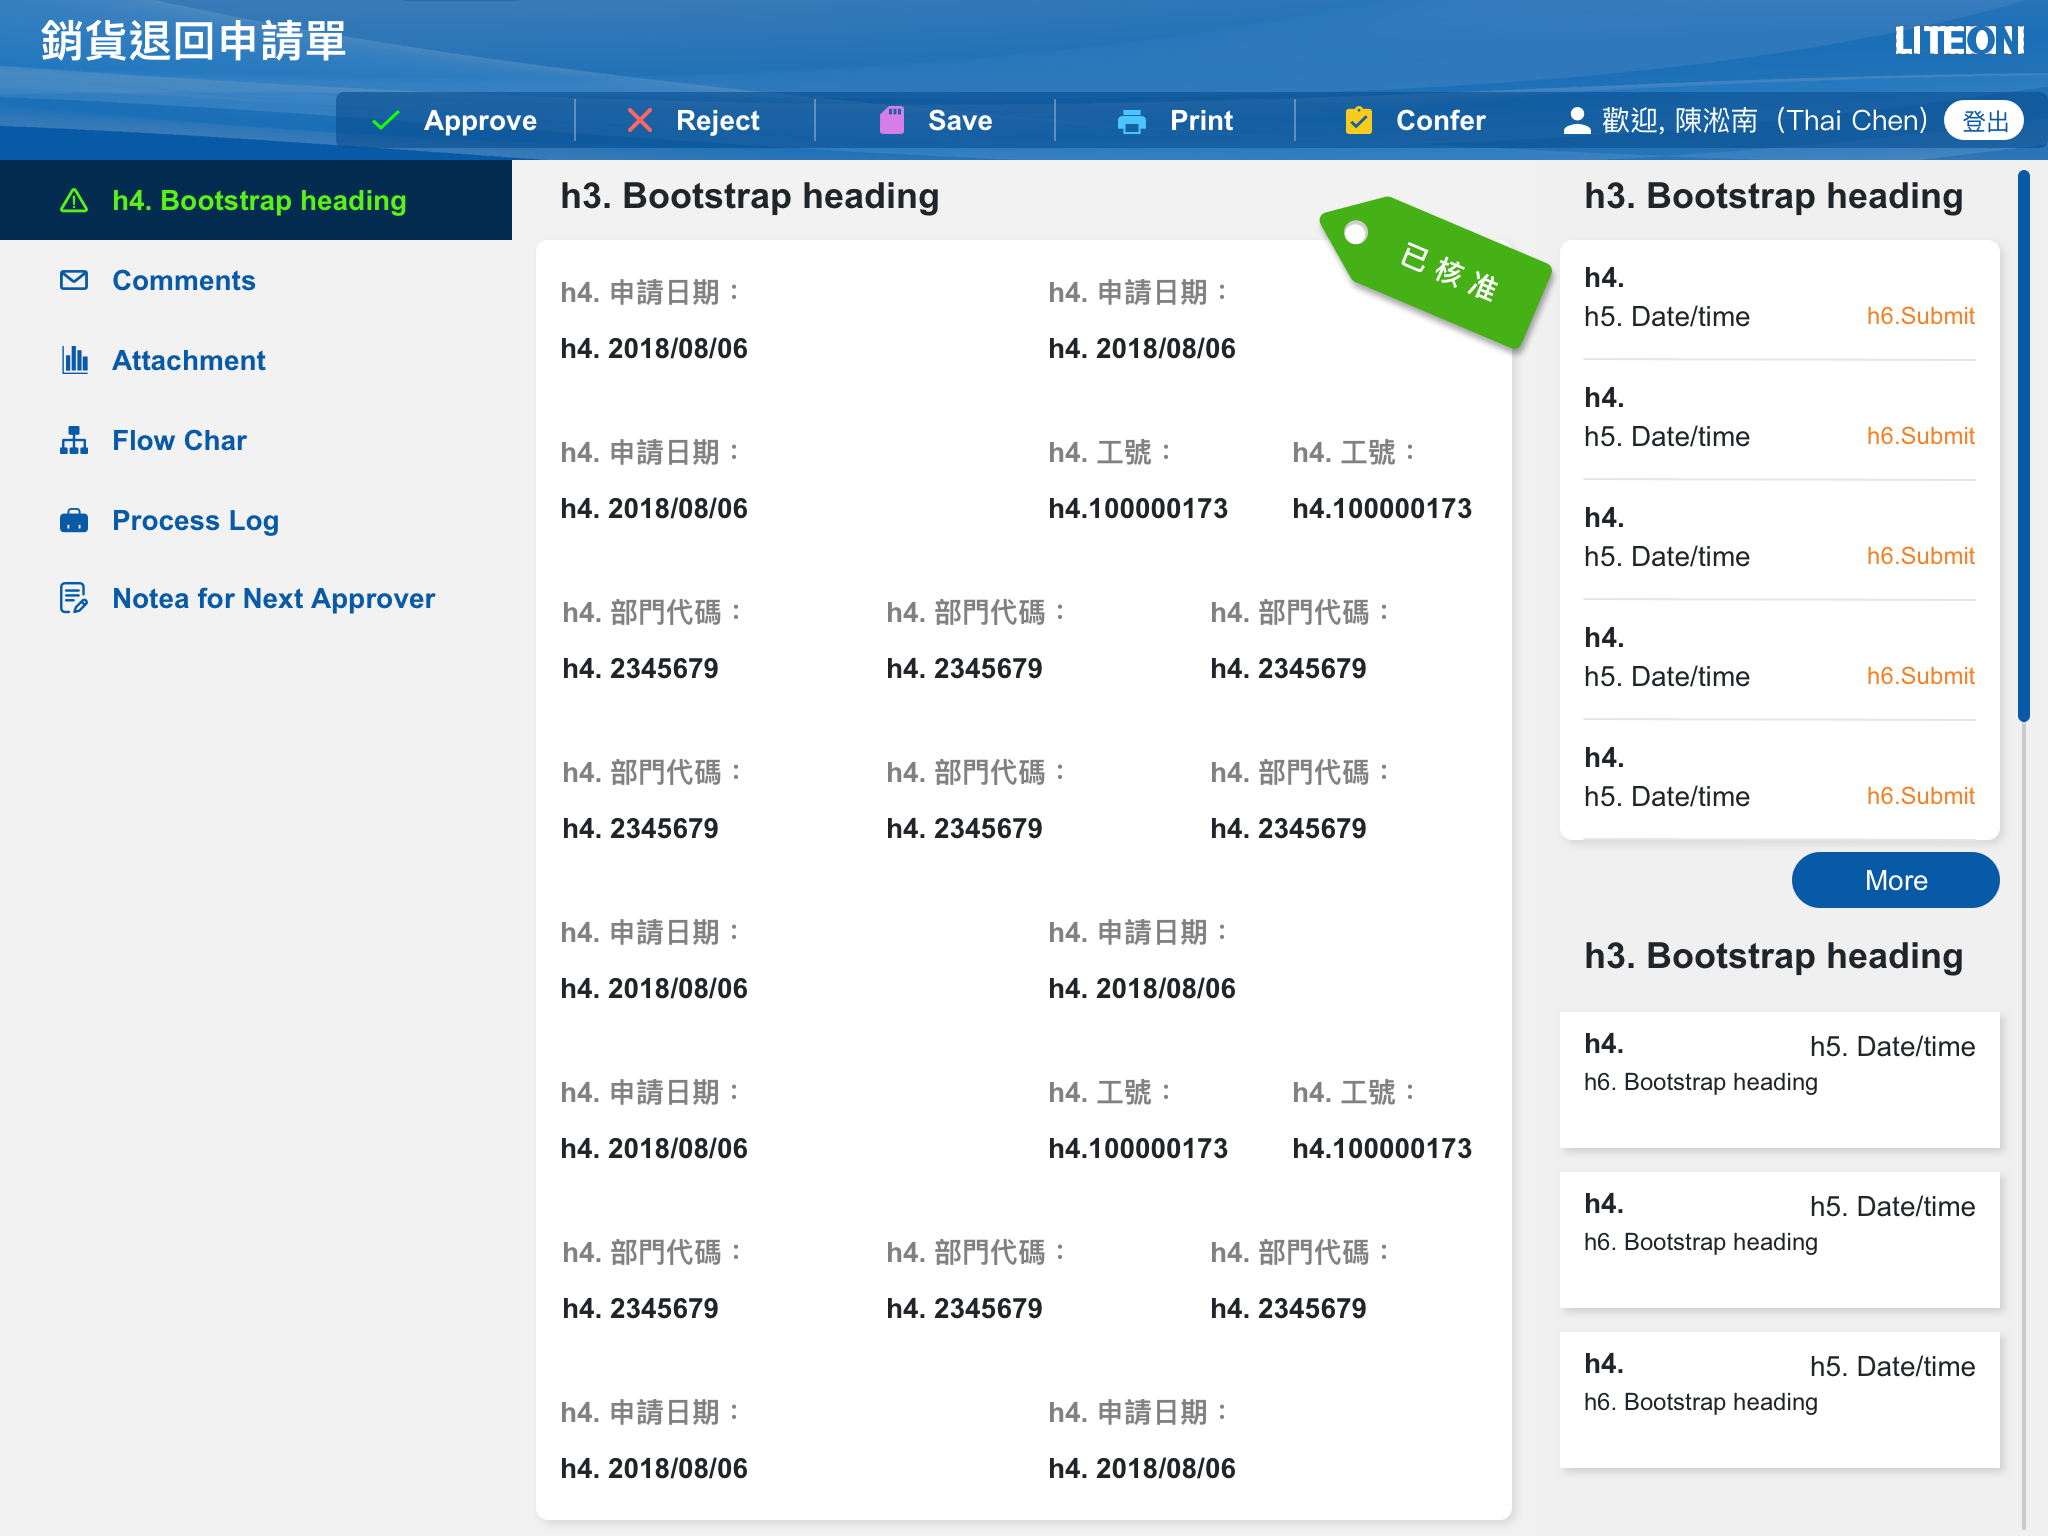 銷貨退回申請單
LITEON
Approve Reject Save Print Confer 歡迎, 陳淞南 (Thai Chen) 登出
h4. Bootstrap heading
Comments
Attachment
Flow Char
Process Log
Notea for Next Approver
h3. Bootstrap heading
已核准
h4. 申請日期： h4. 申請日期：
h4. 2018/08/06 h4. 2018/08/06
h4. 申請日期： h4. 工號： h4. 工號：
h4. 2018/08/06 h4.100000173 h4.100000173
h4. 部門代碼： h4. 部門代碼： h4. 部門代碼：
h4. 2345679 h4. 2345679 h4. 2345679
h4. 部門代碼： h4. 部門代碼： h4. 部門代碼：
h4. 2345679 h4. 2345679 h4. 2345679
h4. 申請日期： h4. 申請日期：
h4. 2018/08/06 h4. 2018/08/06
h4. 申請日期： h4. 工號： h4. 工號：
h4. 2018/08/06 h4.100000173 h4.100000173
h4. 部門代碼： h4. 部門代碼： h4. 部門代碼：
h4. 2345679 h4. 2345679 h4. 2345679
h4. 申請日期： h4. 申請日期：
h4. 2018/08/06 h4. 2018/08/06
h3. Bootstrap heading
h4.
h5. Date/time h6.Submit
h4.
h5. Date/time h6.Submit
h4.
h5. Date/time h6.Submit
h4.
h5. Date/time h6.Submit
h4.
h5. Date/time h6.Submit
More
h3. Bootstrap heading
h4. h5. Date/time
h6. Bootstrap heading
h4. h5. Date/time
h6. Bootstrap heading
h4. h5. Date/time
h6. Bootstrap heading